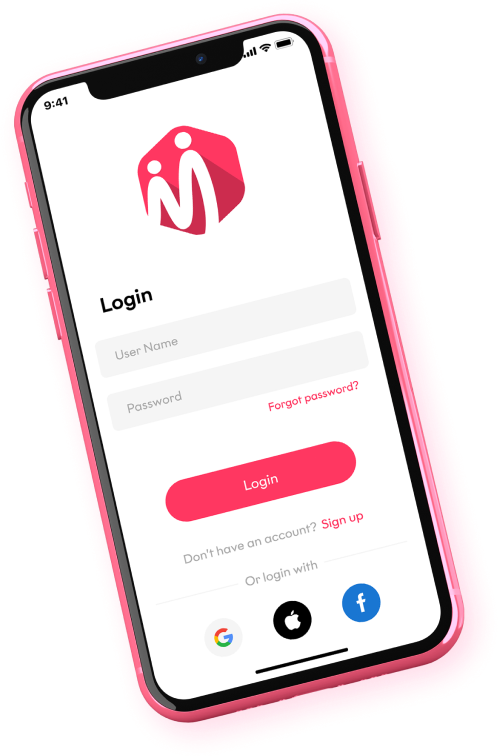 9:41
Login
User Name
Password
Forgot password?
Login
Don't have an account? Sign up
Or login with